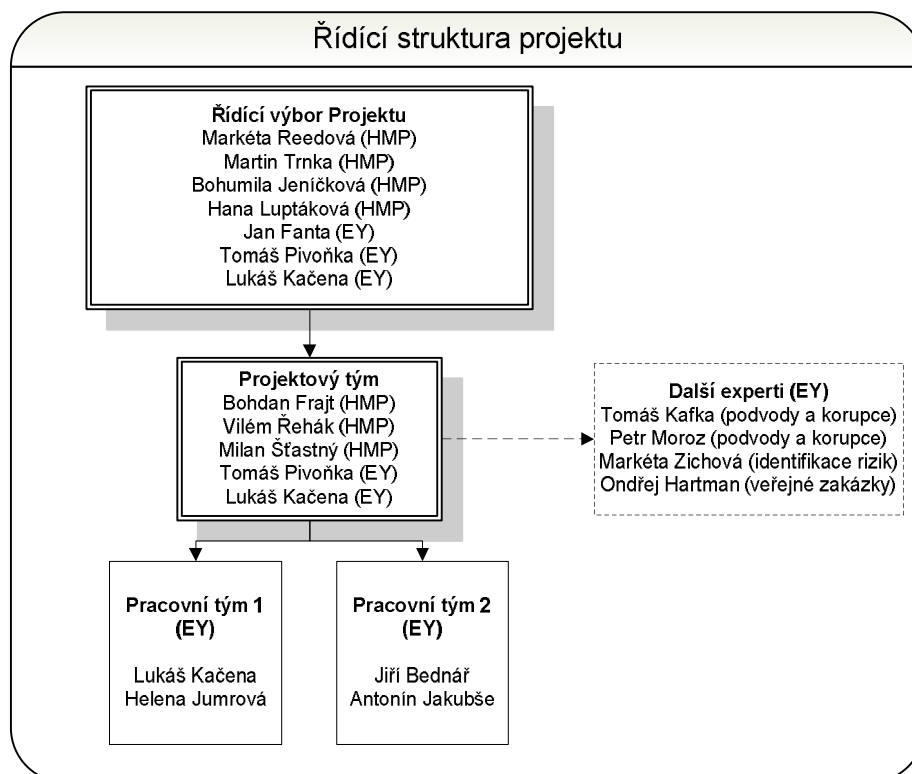 Řídící struktura projektu
Řídící výbor Projektu
Markéta Reedová (HMP)
Martin Trnka (HMP)
Bohumila Jeníčková (HMP)
Hana Luptáková (HMP)
Jan Fanta (EY)
Tomáš Pivoňka (EY)
Lukáš Kačena (EY)
Projektový tým
Bohdan Frajt (HMP)
Vilém Řehák (HMP)
Milan Šťastný (HMP)
Tomáš Pivoňka (EY)
Lukáš Kačena (EY)
Další experti (EY)
Tomáš Kafka (podvody a korupce)
Petr Moroz (podvody a korupce)
Markéta Zichová (identifikace rizik)
Ondřej Hartman (veřejné zakázky)
Pracovní tým 1
(EY)
Lukáš Kačena
Helena Jumrová
Pracovní tým 2
(EY)
Jiří Bednář
Antonín Jakubše